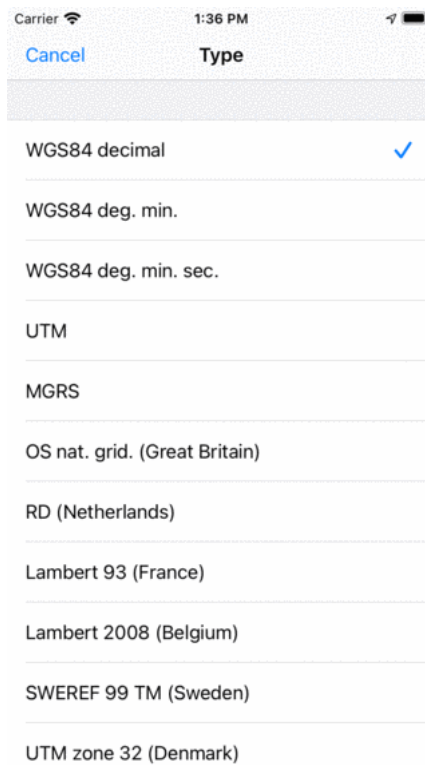 Carrier 1:36 PM
Cancel Type
WGS84 decimal
WGS84 deg. min.
WGS84 deg. min. sec.
UTM
MGRS
OS nat. grid. (Great Britain)
RD (Netherlands)
Lambert 93 (France)
Lambert 2008 (Belgium)
SWEREF 99 TM (Sweden)
UTM zone 32 (Denmark)